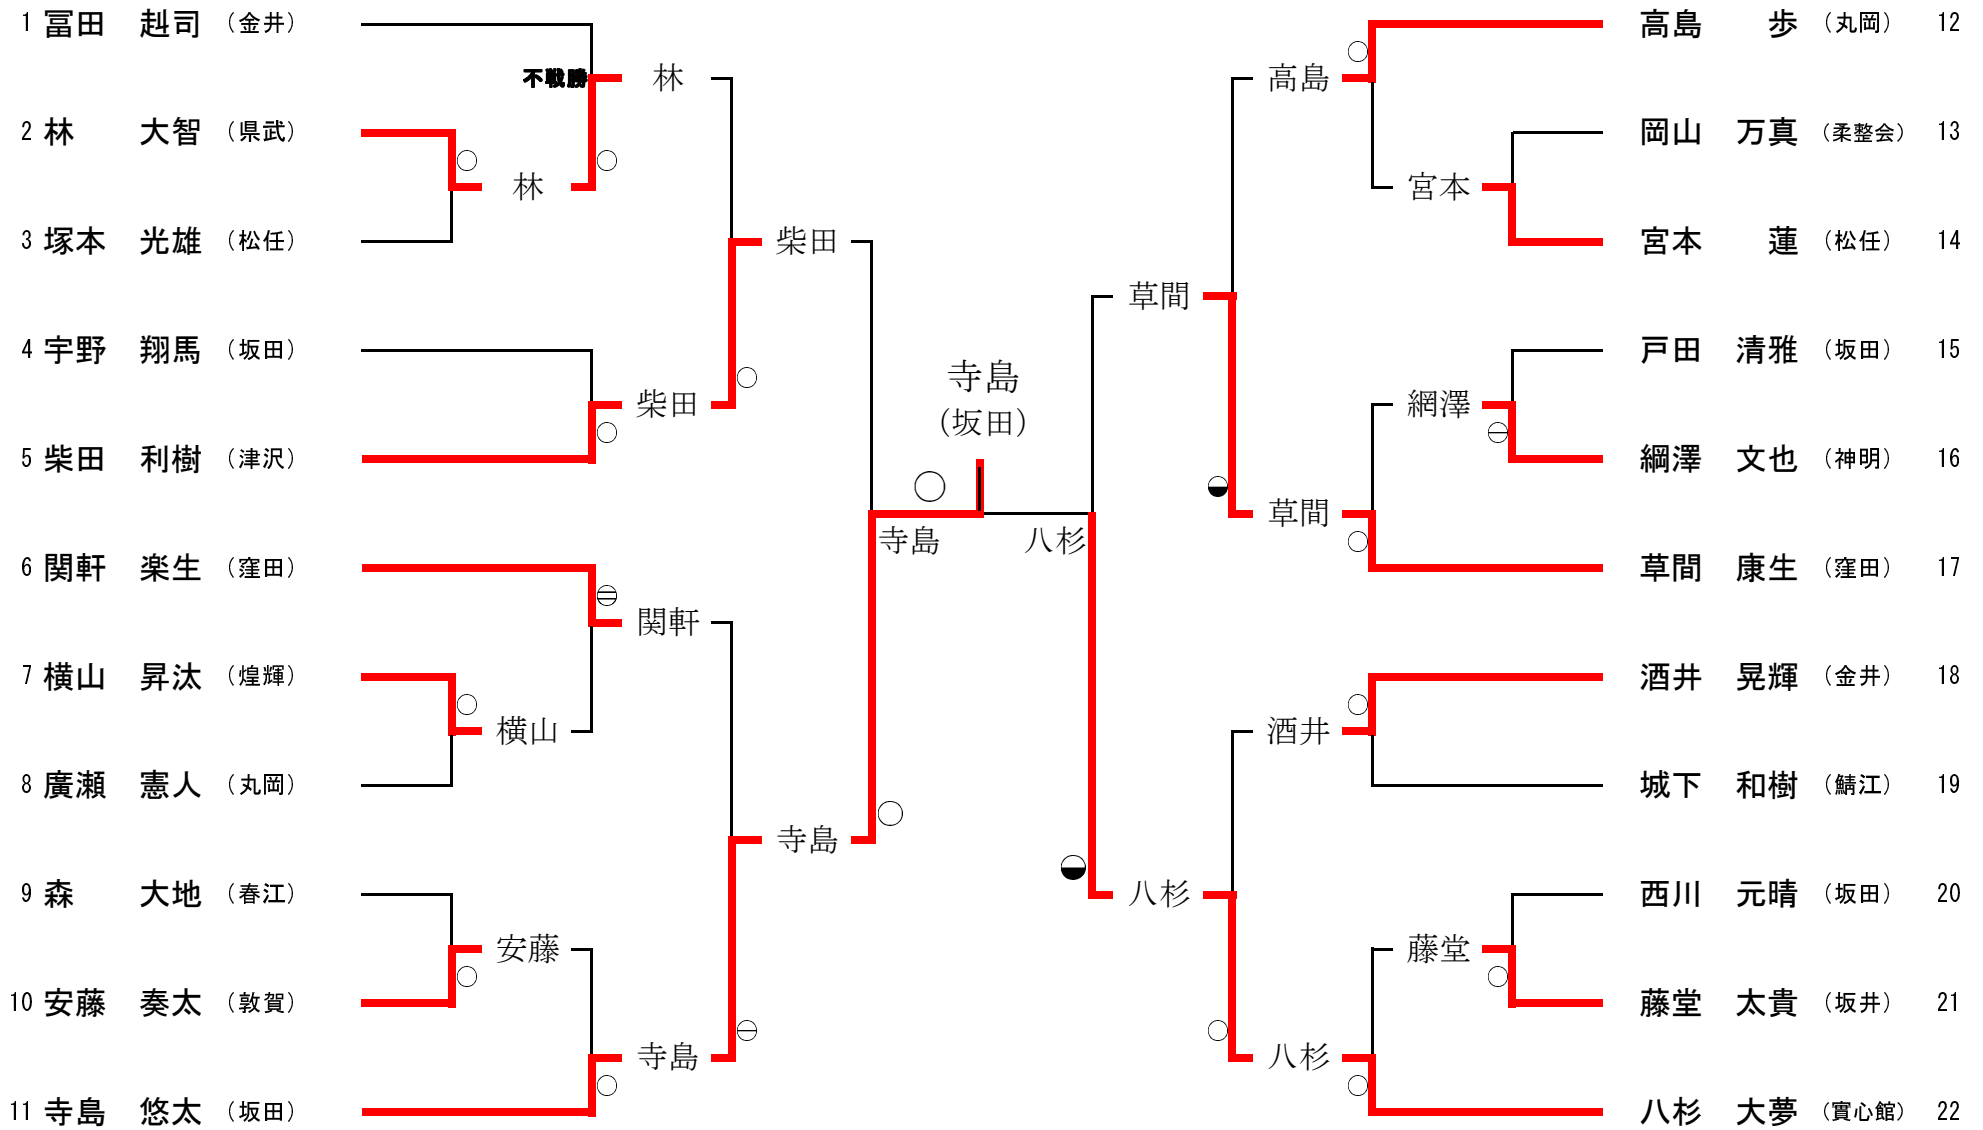 1 冨田 赳司 （金井）
2 林 大智 （県武）
3 塚本 光雄 （松任）
4 宇野 翔馬 （坂田）
5 柴田 利樹 （津沢）
6 関軒 楽生 （窪田）
7 横山 昇汰 （煌輝）
8 廣瀬 憲人 （丸岡）
9 森 大地 （春江）
10 安藤 奏太 （敦賀）
11 寺島 悠太 （坂田）
林
横山
安藤
不戦勝
林
柴田
関軒
寺島
柴田
寺島
寺島
寺島
（坂田）
八杉
草間
八杉
高島
草間
酒井
八杉
宮本
網澤
藤堂
高島 歩 （丸岡） 12
岡山 万真 （柔整会） 13
宮本 蓮 （松任） 14
戸田 清雅 （坂田） 15
綱澤 文也 （神明） 16
草間 康生 （窪田） 17
酒井 晃輝 （金井） 18
城下 和樹 （鯖江） 19
西川 元晴 （坂田） 20
藤堂 太貴 （坂井） 21
八杉 大夢 （實心館） 22